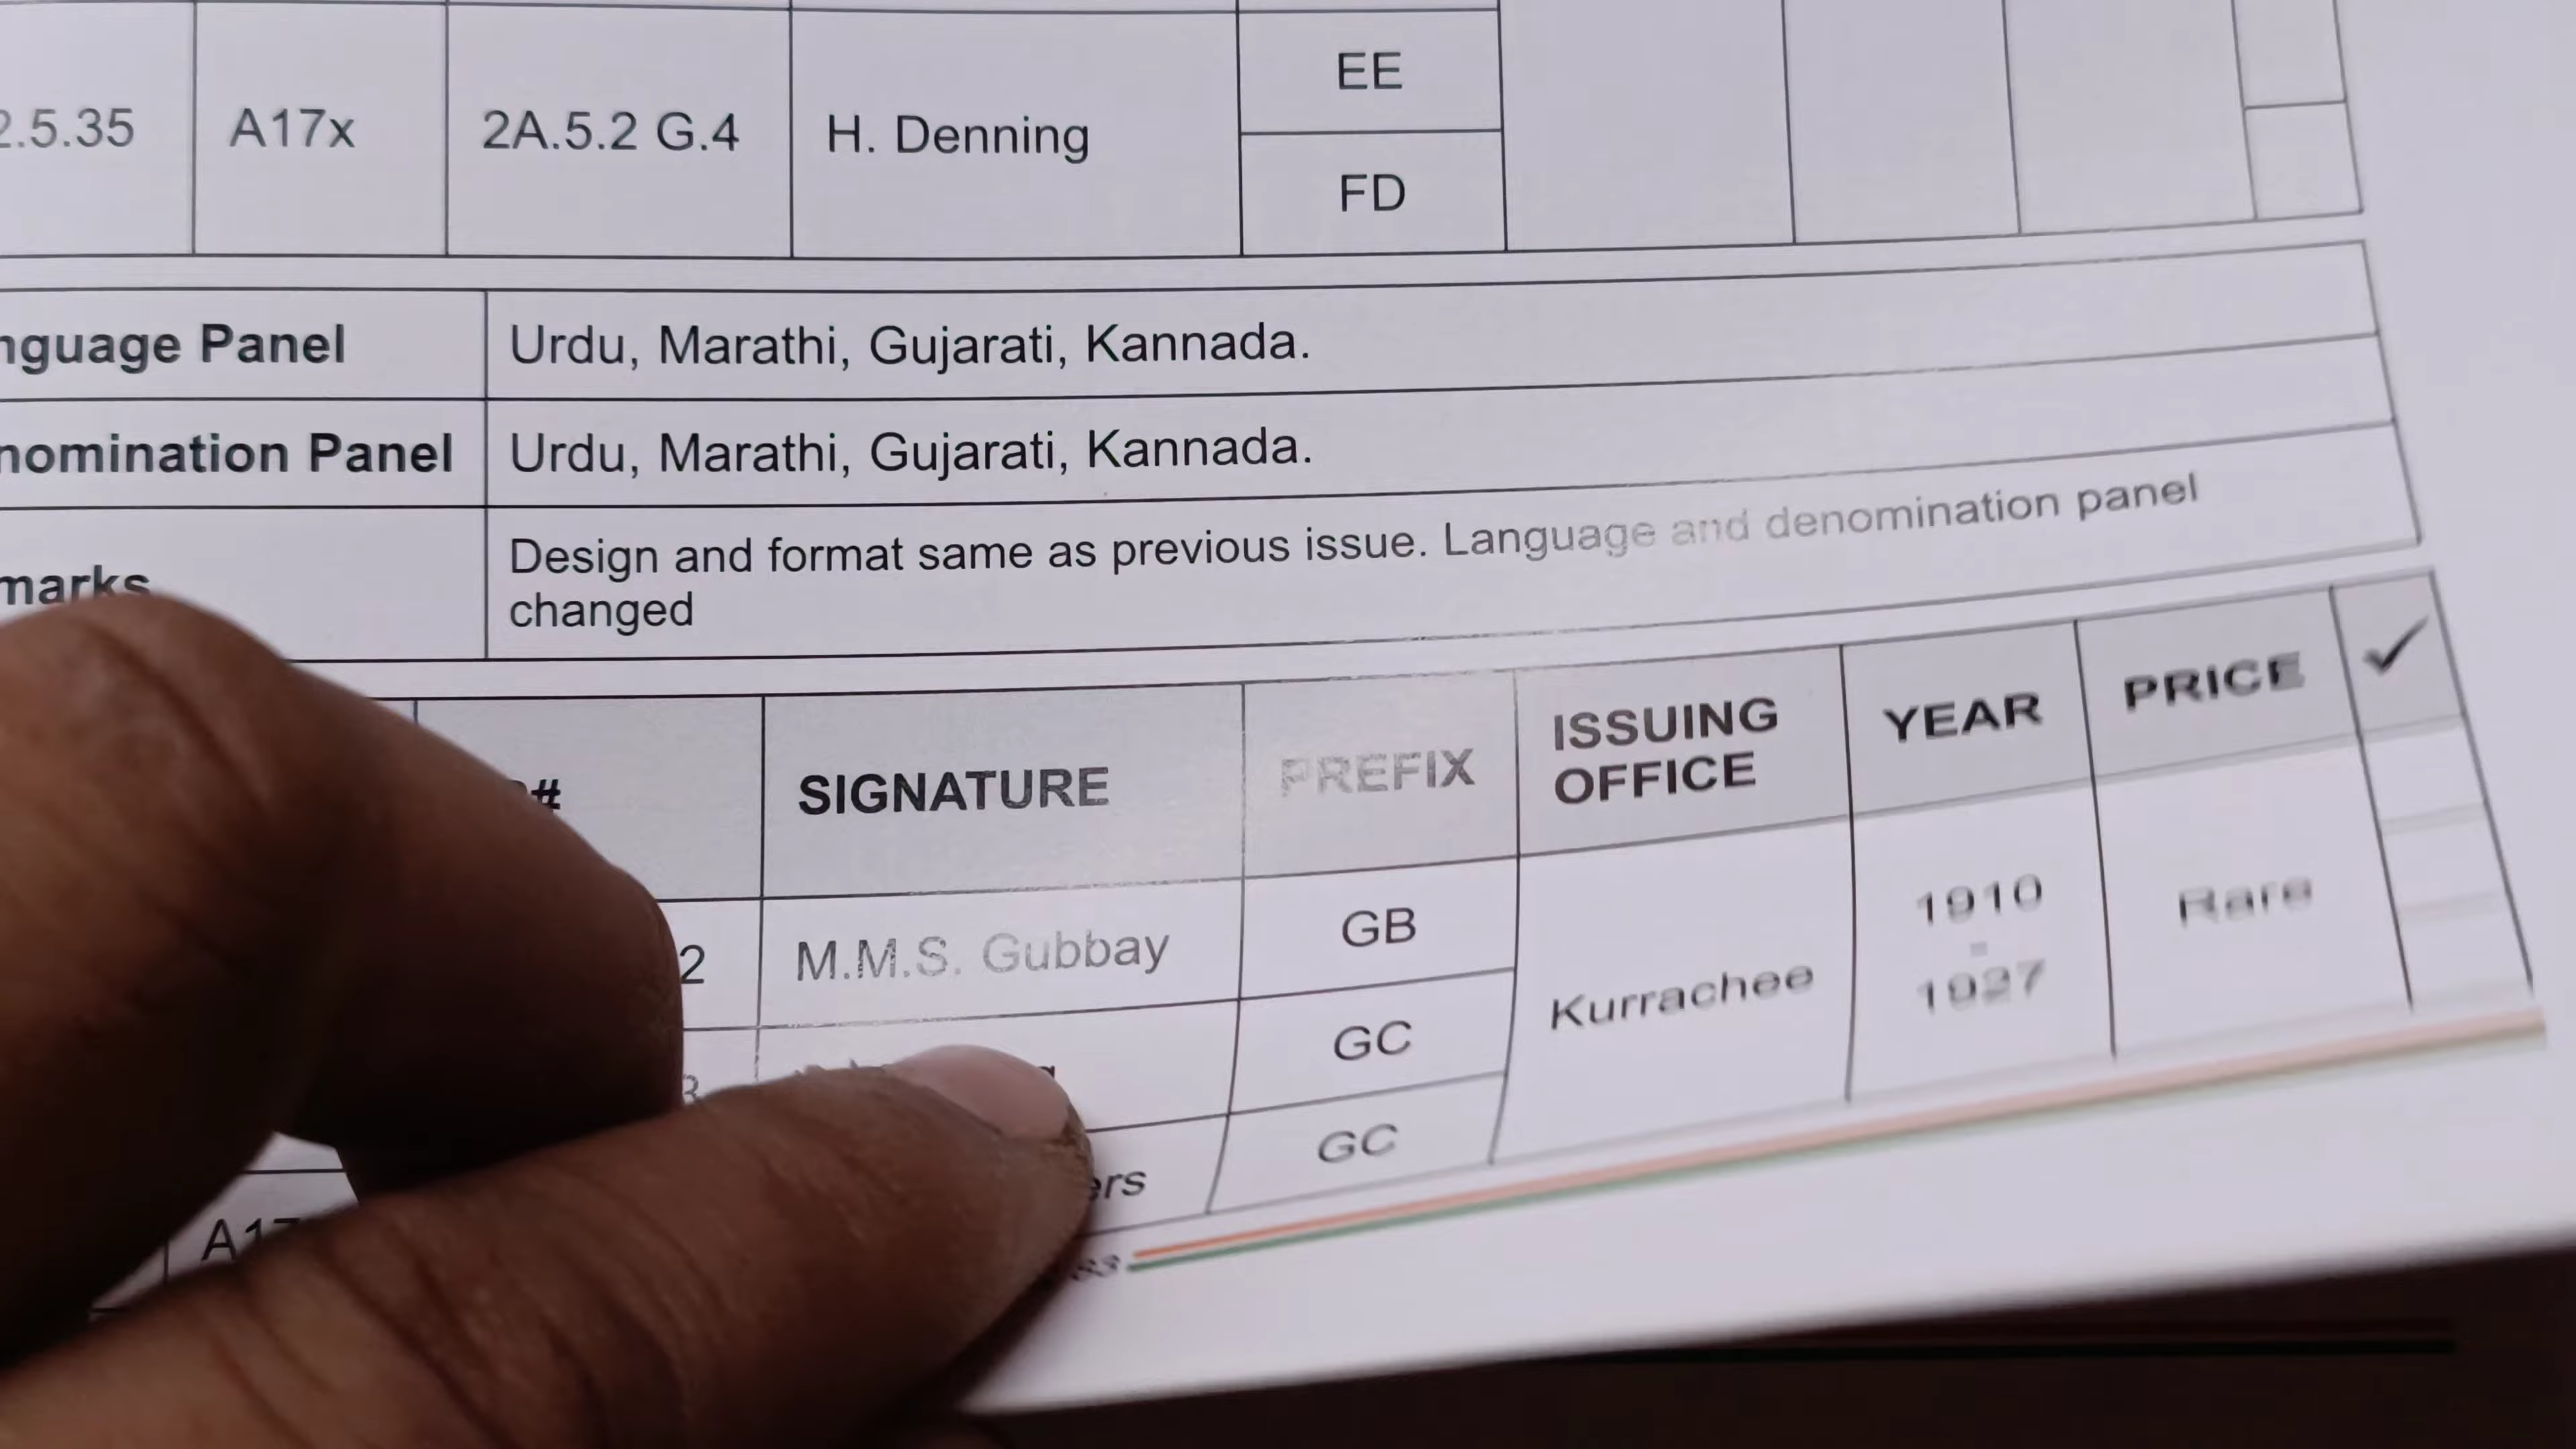 2.5.35 A17x 2A.5.2 G.4 H. Denning EE
FD
nguage Panel Urdu, Marathi, Gujarati, Kannada.
nomination Panel Urdu, Marathi, Gujarati, Kannada.
marks Design and format same as previous issue. Language and denomination panel
changed
# SIGNATURE PREFIX ISSUING OFFICE YEAR PRICE ✓
2 M.M.S. Gubbay GB Kurrachee 1910 - 1927 Rare
3 GC
ers GC
A17